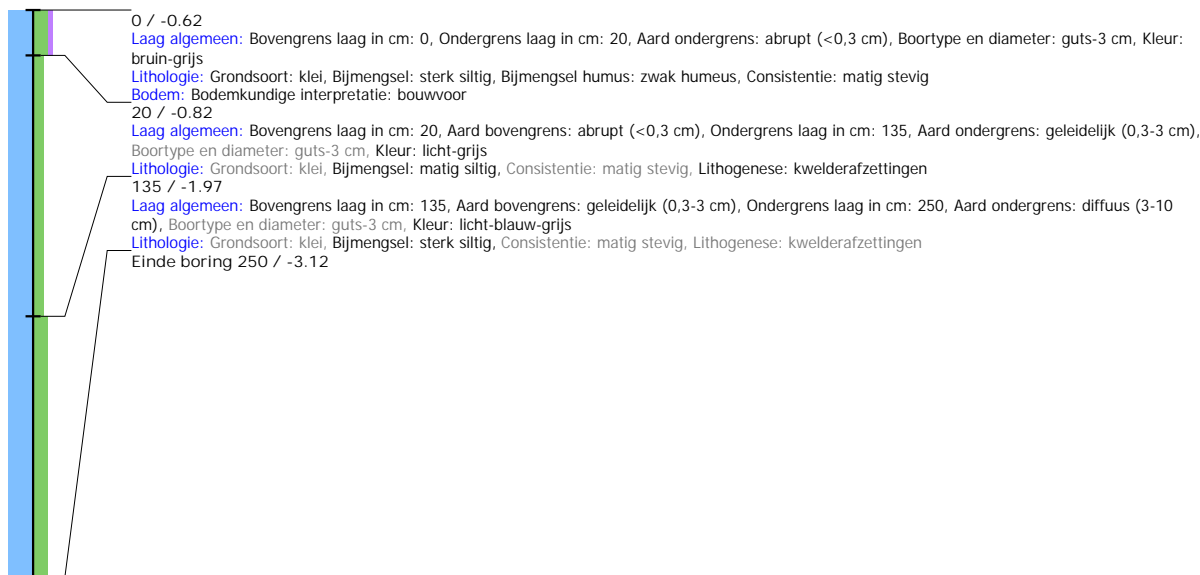 0 / -0.62
Laag algemeen: Bovengrens laag in cm: 0, Ondergrens laag in cm: 20, Aard ondergrens: abrupt (<0,3 cm), Boortype en diameter: guts-3 cm, Kleur:
bruin-grijs
Lithologie: Grondsoort: klei, Bijmengsel: sterk siltig, Bijmengsel humus: zwak humeus, Consistentie: matig stevig
Bodem: Bodemkundige interpretatie: bouwvoor
20 / -0.82
Laag algemeen: Bovengrens laag in cm: 20, Aard bovengrens: abrupt (<0,3 cm), Ondergrens laag in cm: 135, Aard ondergrens: geleidelijk (0,3-3 cm),
Boortype en diameter: guts-3 cm, Kleur: licht-grijs
Lithologie: Grondsoort: klei, Bijmengsel: matig siltig, Consistentie: matig stevig, Lithogenese: kwelderafzettingen
135 / -1.97
Laag algemeen: Bovengrens laag in cm: 135, Aard bovengrens: geleidelijk (0,3-3 cm), Ondergrens laag in cm: 250, Aard ondergrens: diffuus (3-10
cm), Boortype en diameter: guts-3 cm, Kleur: licht-blauw-grijs
Lithologie: Grondsoort: klei, Bijmengsel: sterk siltig, Consistentie: matig stevig, Lithogenese: kwelderafzettingen
Einde boring 250 / -3.12